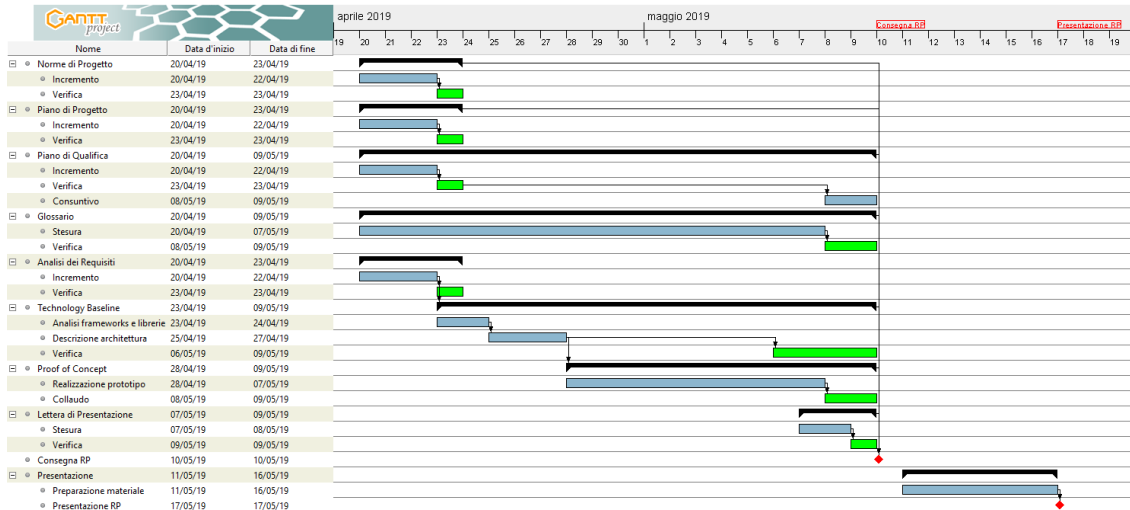 GANTT project
aprile 2019 maggio 2019
Consegna RP Presentazione RP
19 20 21 22 23 24 25 26 27 28 29 30 1 2 3 4 5 6 7 8 9 10 11 12 13 14 15 16 17 18 19
Nome Data d'inizio Data di fine
Norme di Progetto 20/04/19 23/04/19
Incremento 20/04/19 22/04/19
Verifica 23/04/19 23/04/19
Piano di Progetto 20/04/19 23/04/19
Incremento 20/04/19 22/04/19
Verifica 23/04/19 23/04/19
Piano di Qualifica 20/04/19 09/05/19
Incremento 20/04/19 22/04/19
Verifica 23/04/19 23/04/19
Consuntivo 08/05/19 09/05/19
Glossario 20/04/19 09/05/19
Stesura 20/04/19 07/05/19
Verifica 08/05/19 09/05/19
Analisi dei Requisiti 20/04/19 23/04/19
Incremento 20/04/19 22/04/19
Verifica 23/04/19 23/04/19
Technology Baseline 23/04/19 09/05/19
Analisi frameworks e librerie 23/04/19 24/04/19
Descrizione architettura 25/04/19 27/04/19
Verifica 06/05/19 09/05/19
Proof of Concept 28/04/19 09/05/19
Realizzazione prototipo 28/04/19 07/05/19
Collaudo 08/05/19 09/05/19
Lettera di Presentazione 07/05/19 09/05/19
Stesura 07/05/19 08/05/19
Verifica 09/05/19 09/05/19
Consegna RP 10/05/19 10/05/19
Presentazione 11/05/19 16/05/19
Preparazione materiale 11/05/19 16/05/19
Presentazione RP 17/05/19 17/05/19